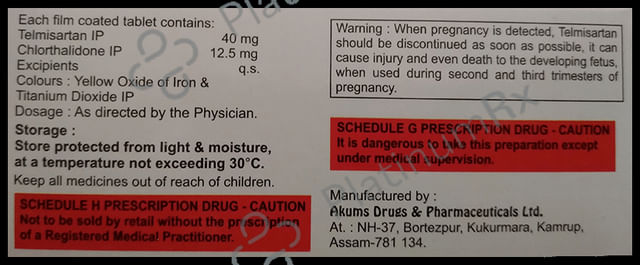 Each film coated tablet contains:
Telmisartan IP 40 mg
Chlorthalidone IP 12.5 mg
Excipients q.s.
Colours : Yellow Oxide of Iron &
Titanium Dioxide IP
Dosage : As directed by the Physician.
Storage :
Store protected from light & moisture,
at a temperature not exceeding 30°C.
Keep all medicines out of reach of children.
SCHEDULE H PRESCRIPTION DRUG - CAUTION
Not to be sold by retail without the prescription
of a Registered Medical Practitioner.
Warning : When pregnancy is detected, Telmisartan
should be discontinued as soon as possible, it can
cause injury and even death to the developing fetus,
when used during second and third trimesters of
pregnancy.
SCHEDULE G PRESCRIPTION DRUG - CAUTION
It is dangerous to take this preparation except
under medical supervision.
Manufactured by :
Akums Drugs & Pharmaceuticals Ltd.
At. : NH-37, Bortezpur, Kukurmara, Kamrup,
Assam-781 134.
PlatinumRx